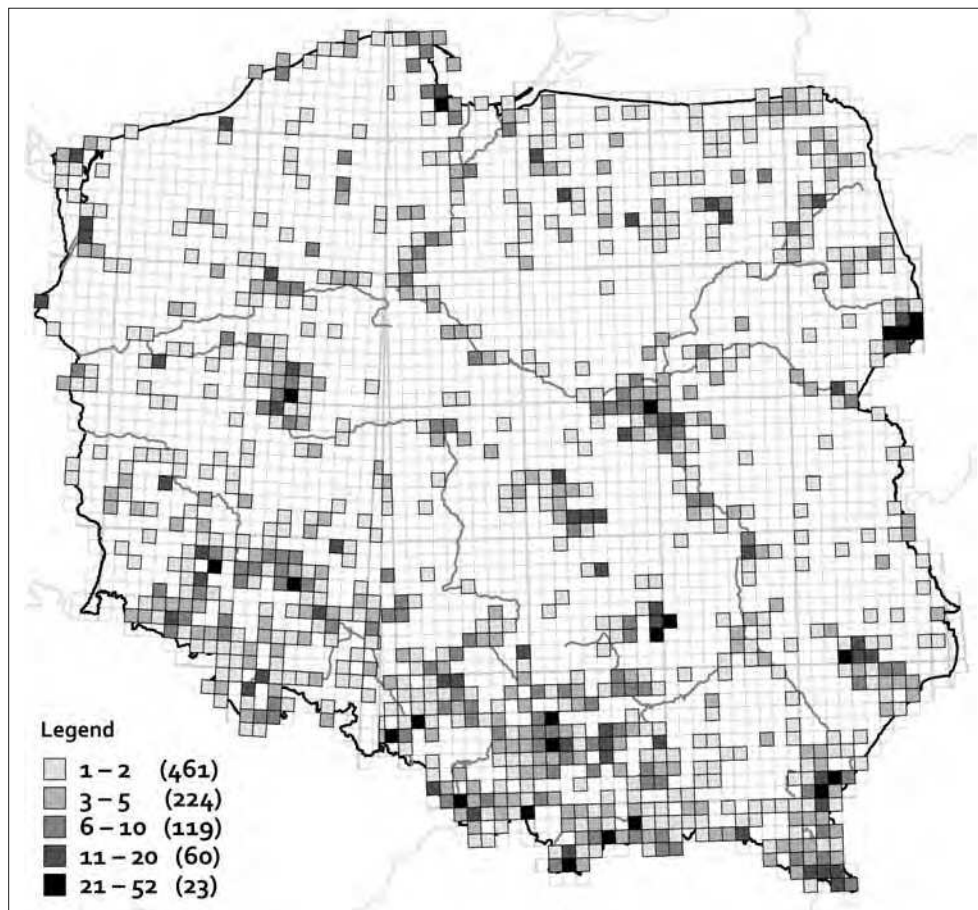 Legend
1 – 2 (461)
3 – 5 (224)
6 – 10 (119)
11 – 20 (60)
21 – 52 (23)